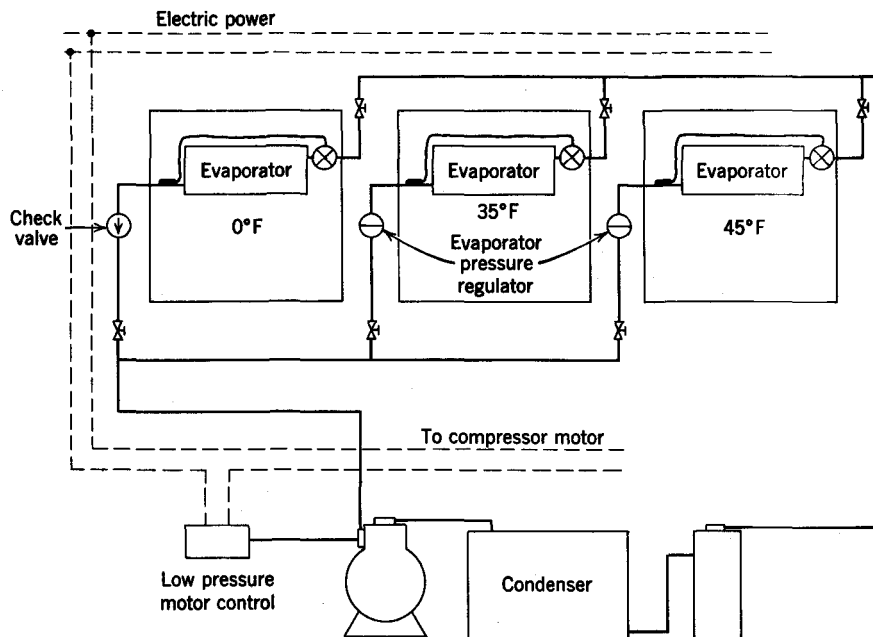 Electric power
Evaporator
Evaporator
Evaporator
Check
valve
0°F
35°F
45°F
Evaporator
pressure
regulator
To compressor motor
Low pressure
motor control
Condenser